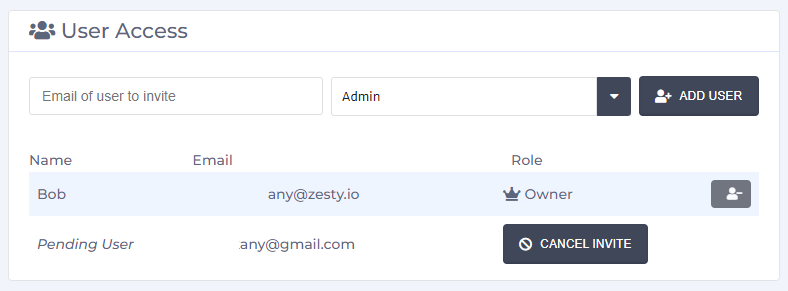 User Access
Email of user to invite Admin ADD USER
Name Email Role
Bob any@zesty.io Owner
Pending User any@gmail.com CANCEL INVITE